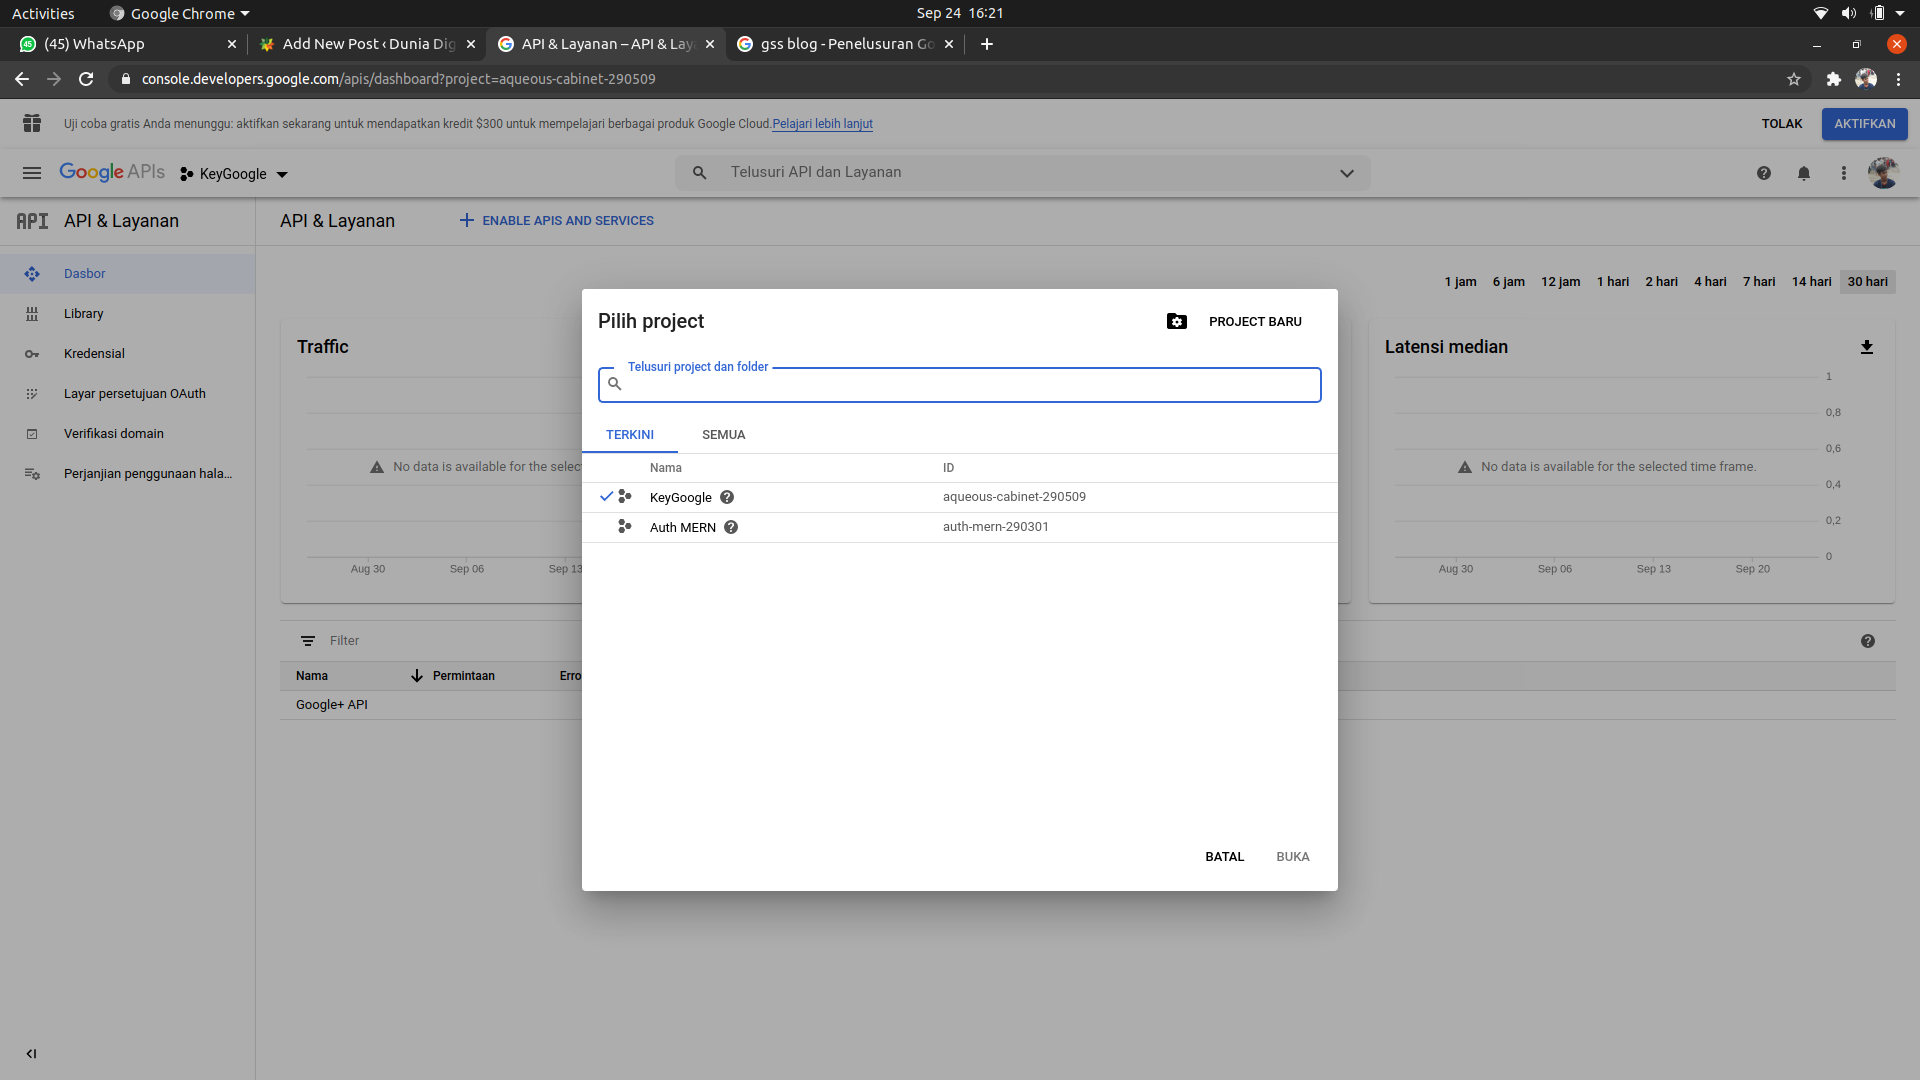 Activities
Google Chrome
Sep 24 16:21
(45) WhatsApp
Add New Post ‹ Dunia Dig
API & Layanan – API & Lay
gss blog - Penelusuran Go
console.developers.google.com/apis/dashboard?project=aqueous-cabinet-290509
Uji coba gratis Anda menunggu: aktifkan sekarang untuk mendapatkan kredit $300 untuk mempelajari berbagai produk Google Cloud.Pelajari lebih lanjut
TOLAK
AKTIFKAN
Google APIs
KeyGoogle
Telusuri API dan Layanan
API
API & Layanan
API & Layanan
ENABLE APIS AND SERVICES
Dasbor
Library
Kredensial
Layar persetujuan OAuth
Verifikasi domain
Perjanjian penggunaan hala...
1 jam
6 jam
12 jam
1 hari
2 hari
4 hari
7 hari
14 hari
30 hari
Traffic
No data is available for the selec
Aug 30
Sep 06
Sep 13
Pilih project
PROJECT BARU
Telusuri project dan folder
TERKINI
SEMUA
Nama
ID
KeyGoogle
aqueous-cabinet-290509
Auth MERN
auth-mern-290301
BATAL
BUKA
Latensi median
1
0,8
0,6
No data is available for the selected time frame.
0,4
0,2
0
Aug 30
Sep 06
Sep 13
Sep 20
Filter
Nama
Permintaan
Erro
Google+ API